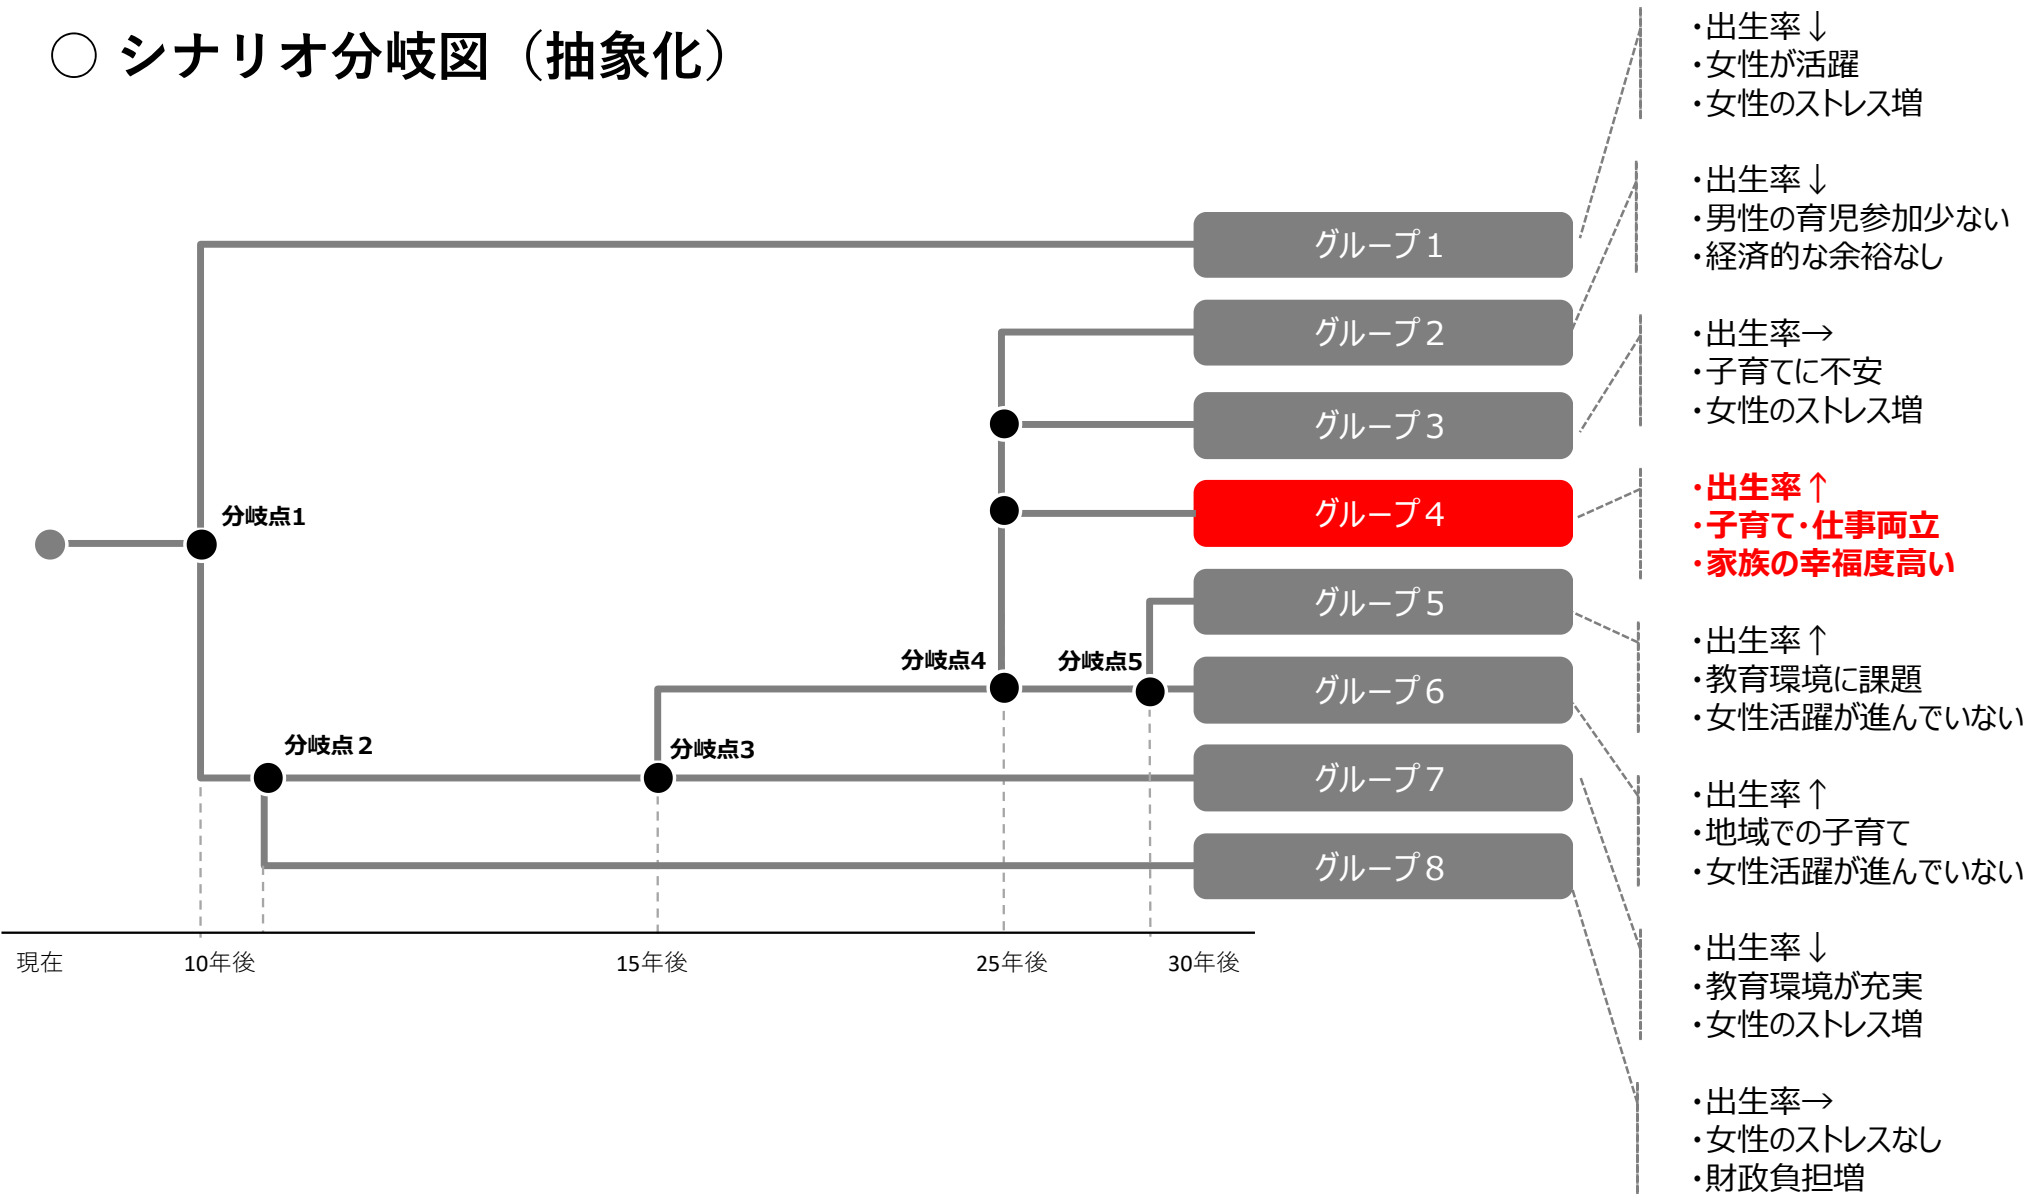 ○ シナリオ分岐図（抽象化）
・出生率↓
・女性が活躍
・女性のストレス増
・出生率↓
・男性の育児参加少ない
・経済的な余裕なし
・出生率→
・子育てに不安
・女性のストレス増
・出生率↑
・子育て・仕事両立
・家族の幸福度高い
・出生率↑
・教育環境に課題
・女性活躍が進んでいない
・出生率↑
・地域での子育て
・女性活躍が進んでいない
・出生率↓
・教育環境が充実
・女性のストレス増
・出生率→
・女性のストレスなし
・財政負担増
グループ１
グループ２
グループ３
グループ４
グループ５
グループ６
グループ７
グループ８
分岐点1
分岐点２
分岐点3
分岐点4
分岐点5
現在
10年後
15年後
25年後
30年後